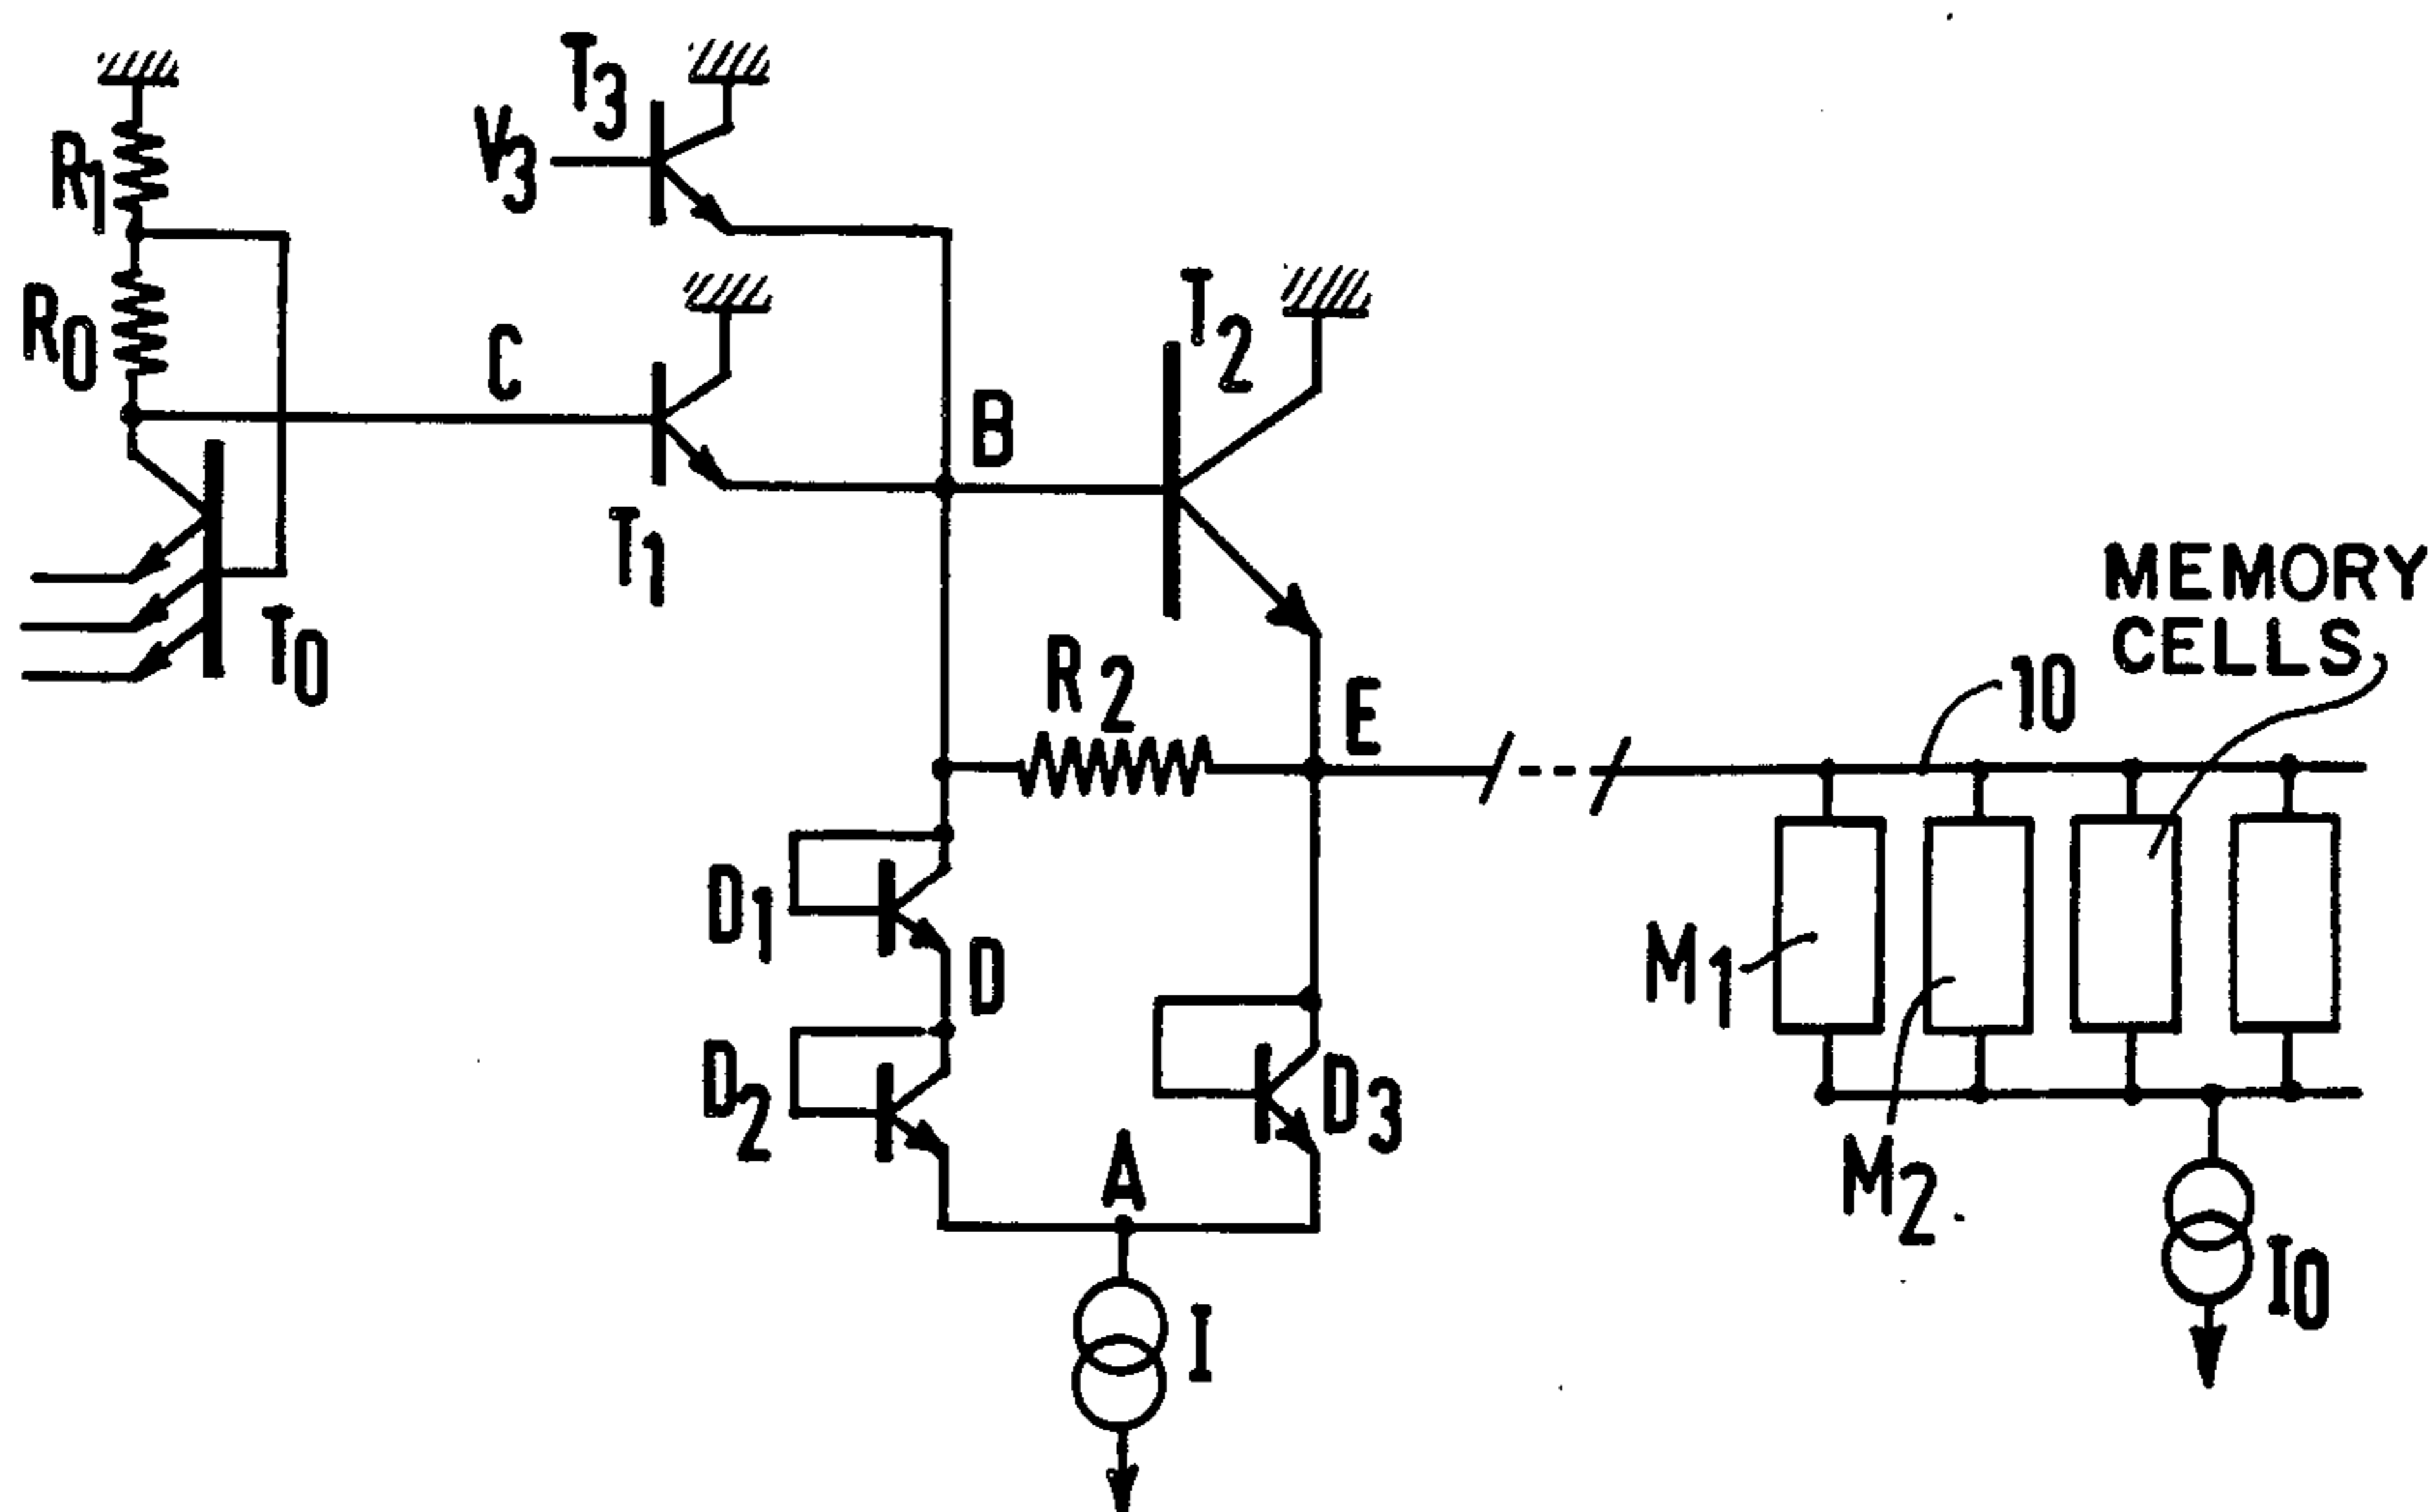 T3
V3
R1
R0
C
T2
B
T1
T0
MEMORY
CELLS
10
R2
E
D1
D
M1
D2
D3
A
M2
I
I0